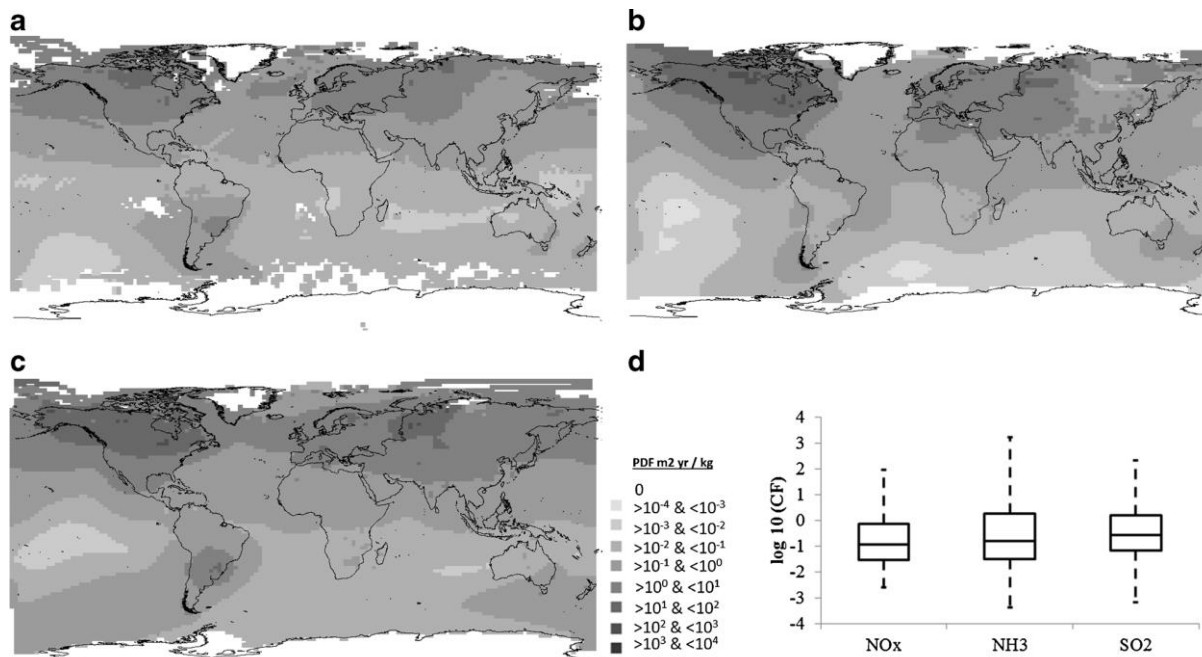 a
b
c
d
PDF m2 yr / kg
0
>10⁻⁴ & <10⁻³
>10⁻³ & <10⁻²
>10⁻² & <10⁻¹
>10⁻¹ & <10⁰
>10⁰ & <10¹
>10¹ & <10²
>10² & <10³
>10³ & <10⁴
log 10 (CF)
4
3
2
1
0
-1
-2
-3
-4
NOx NH3 SO2